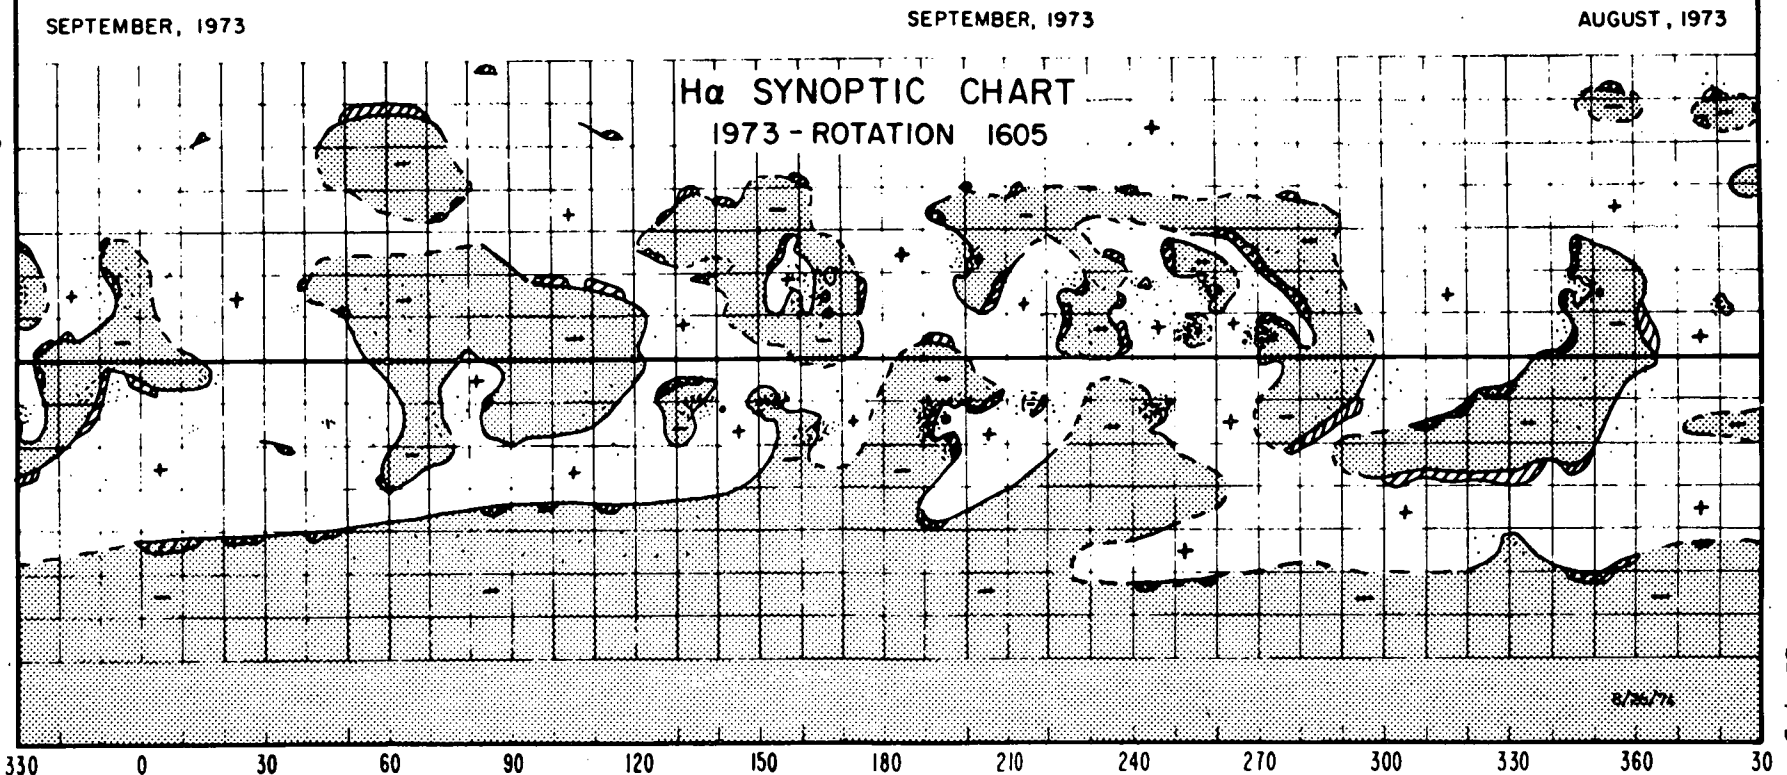 SEPTEMBER, 1973
SEPTEMBER, 1973
AUGUST, 1973
Hα SYNOPTIC CHART
1973 - ROTATION 1605
330 0 30 60 90 120 150 180 210 240 270 300 330 360 30